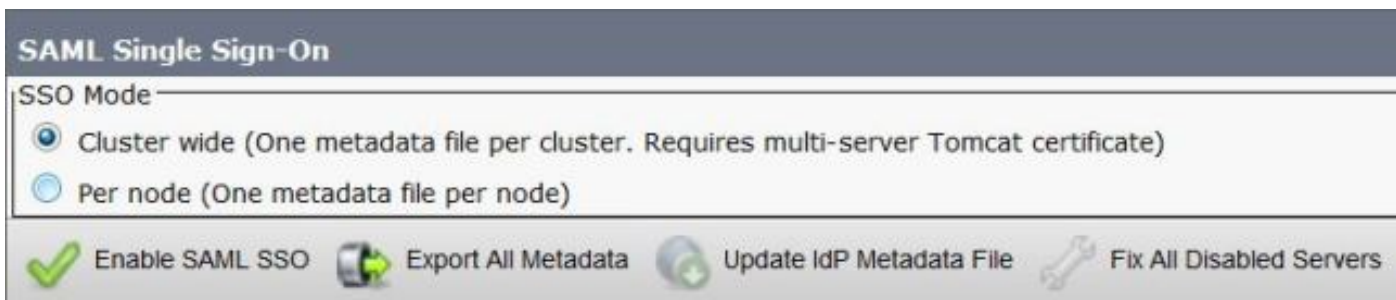 SAML Single Sign-On
SSO Mode
Cluster wide (One metadata file per cluster. Requires multi-server Tomcat certificate)
Per node (One metadata file per node)
Enable SAML SSO Export All Metadata Update IdP Metadata File Fix All Disabled Servers